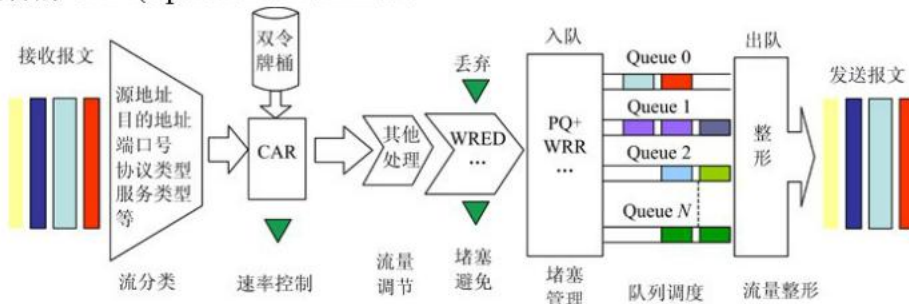 接收报文
源地址
目的地址
端口号
协议类型
服务类型
等
流分类
双令
牌桶
CAR
速率控制
其他
处理
流量
调节
丢弃
WRED
...
堵塞
避免
入队
PQ+
WRR
...
堵塞
管理
Queue 0
Queue 1
Queue 2
Queue N
队列调度
出队
整
形
流量整形
发送报文